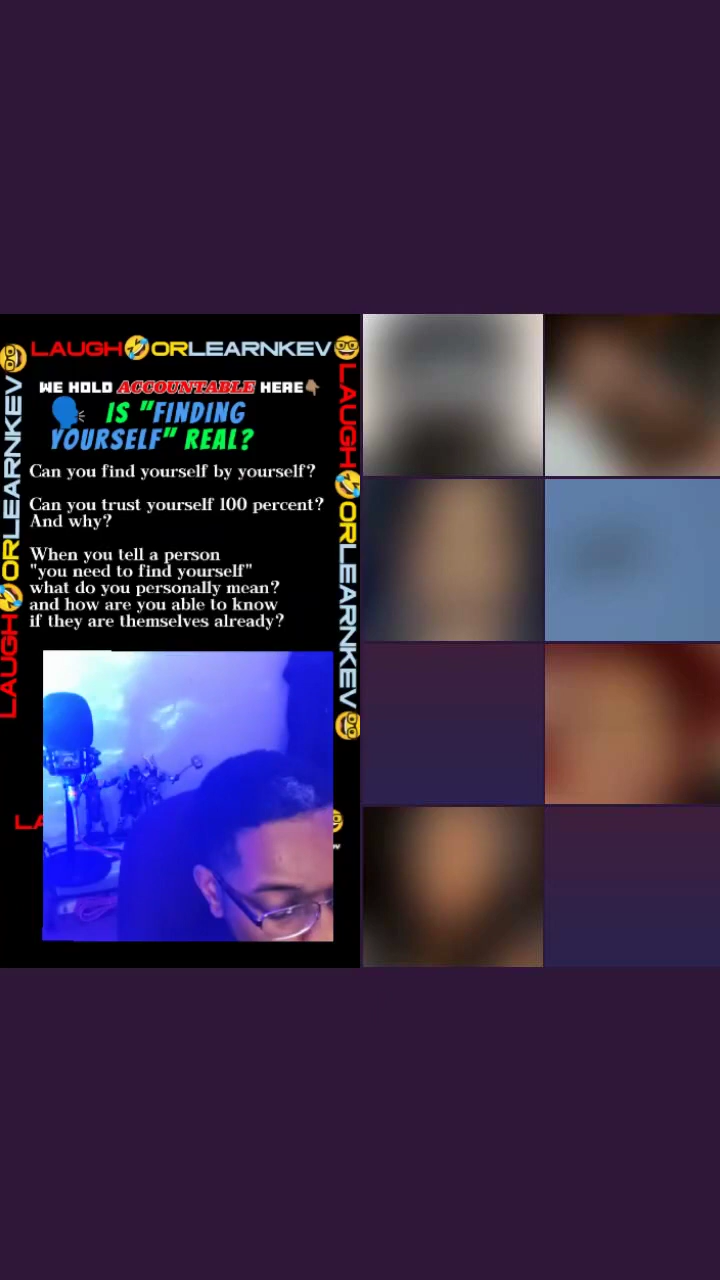 LAUGH🤣ORLEARNKEV🤓
WE HOLD ACCOUNTABLE HERE👇🏽
🗣️ IS "FINDING
YOURSELF" REAL?
Can you find yourself by yourself?
Can you trust yourself 100 percent?
And why?
When you tell a person
"you need to find yourself"
what do you personally mean?
and how are you able to know
if they are themselves already?
LAUGH🤣ORLEARNKEV🤓
LAUGH🤣ORLEARNKEV🤓
LA